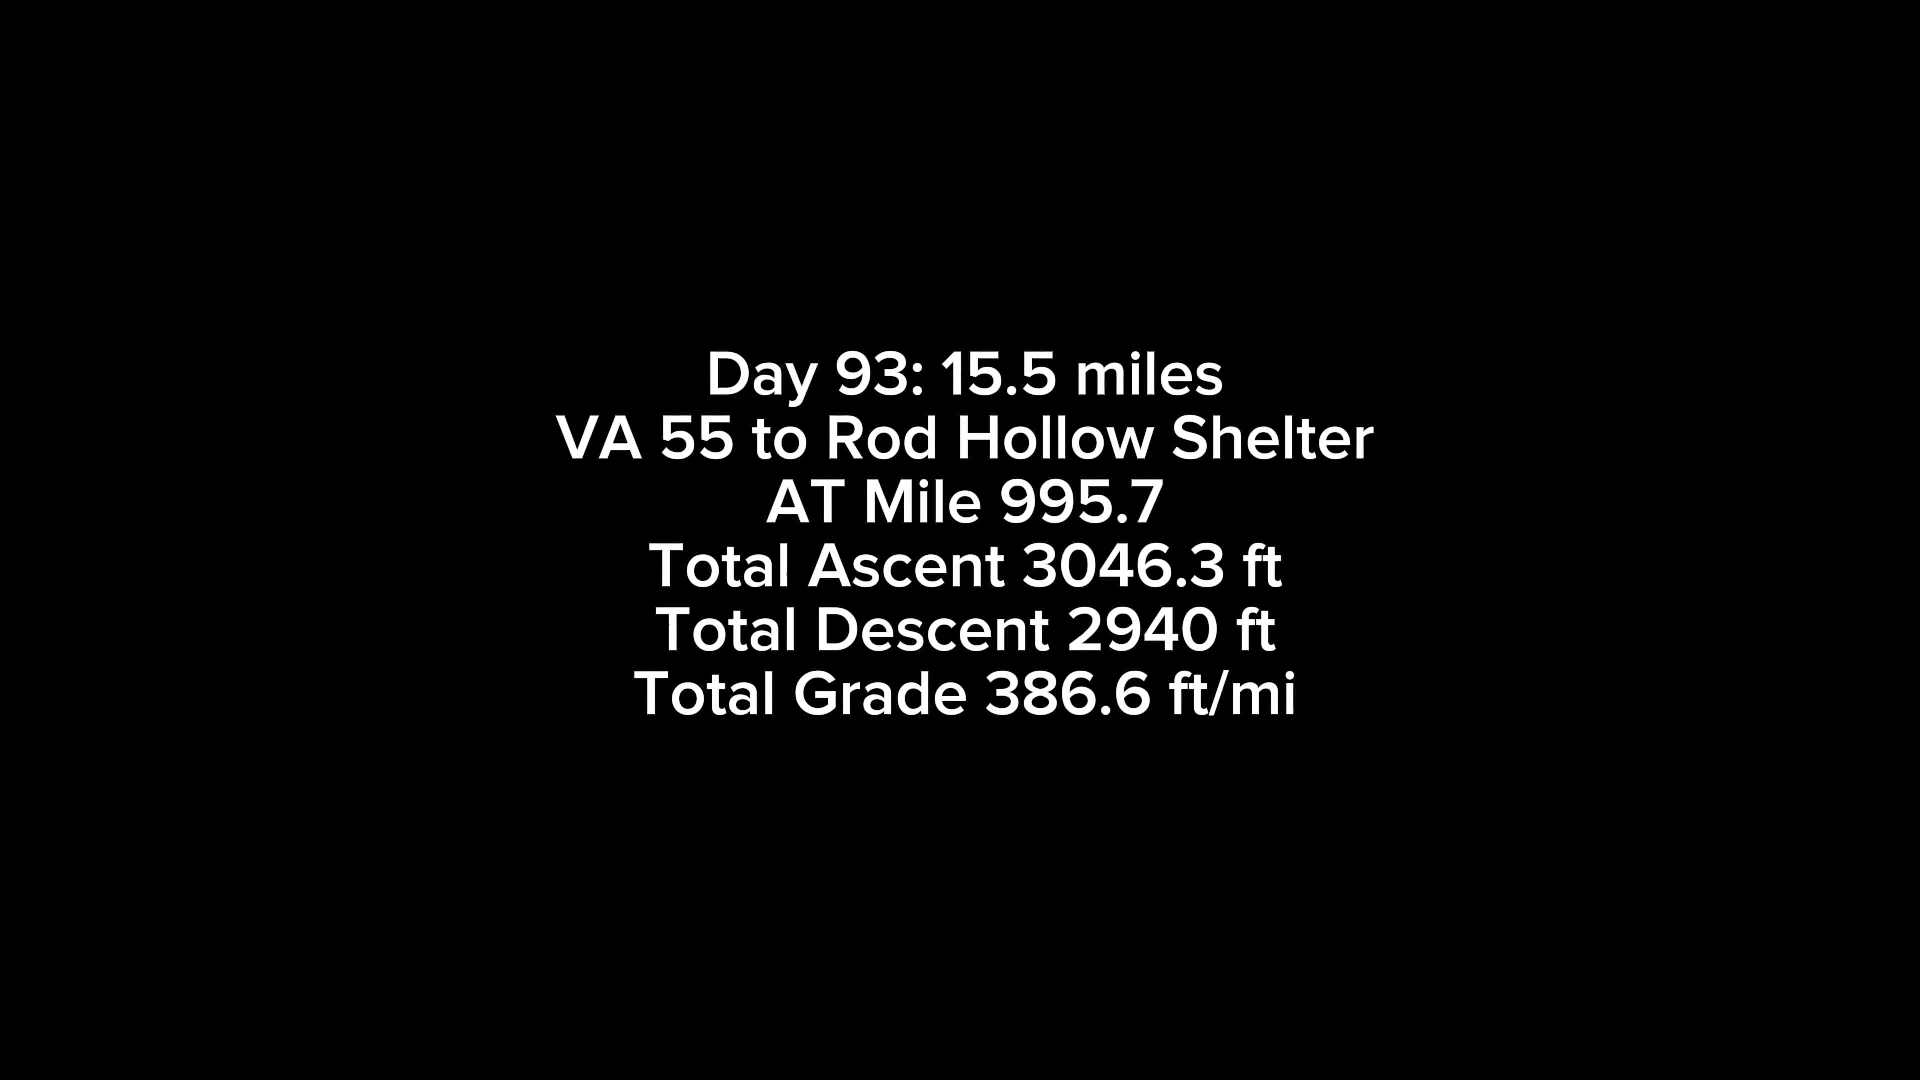 Day 93: 15.5 miles
VA 55 to Rod Hollow Shelter
AT Mile 995.7
Total Ascent 3046.3 ft
Total Descent 2940 ft
Total Grade 386.6 ft/mi